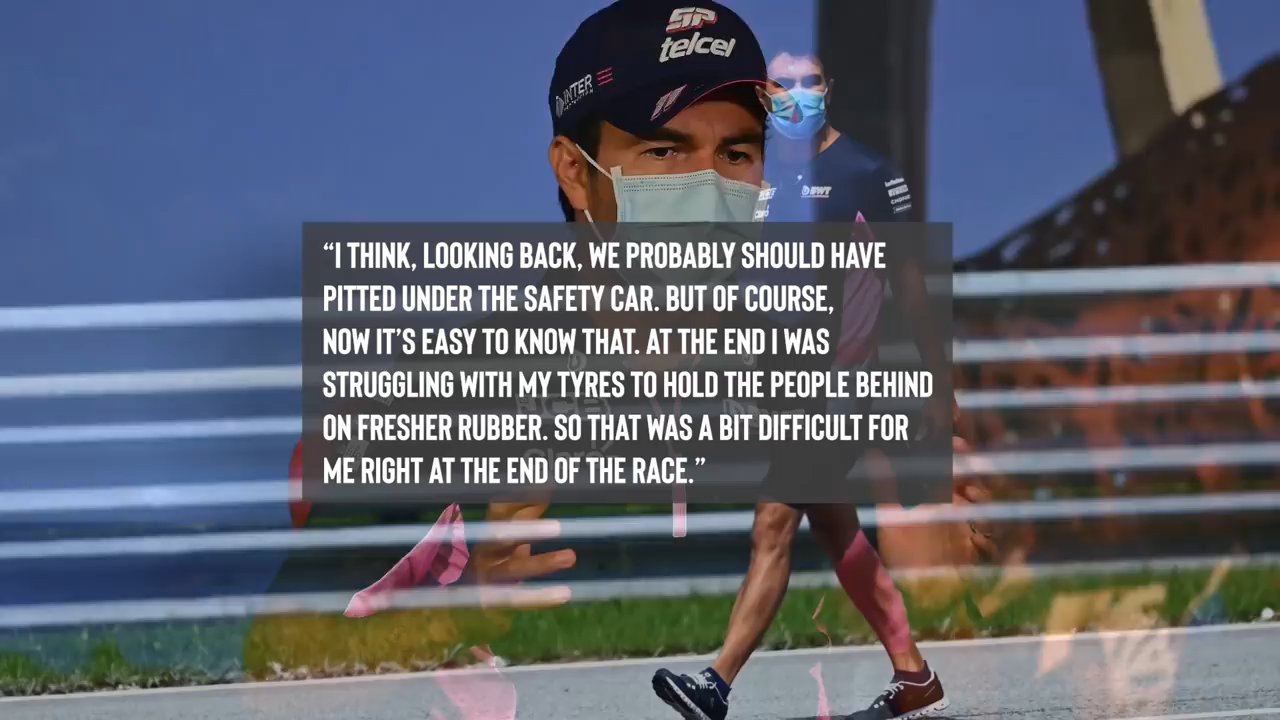 SP
telcel
INTER
11
BWT
“I THINK, LOOKING BACK, WE PROBABLY SHOULD HAVE
PITTED UNDER THE SAFETY CAR. BUT OF COURSE,
NOW IT’S EASY TO KNOW THAT. AT THE END I WAS
STRUGGLING WITH MY TYRES TO HOLD THE PEOPLE BEHIND
ON FRESHER RUBBER. SO THAT WAS A BIT DIFFICULT FOR
ME RIGHT AT THE END OF THE RACE.”
Claro